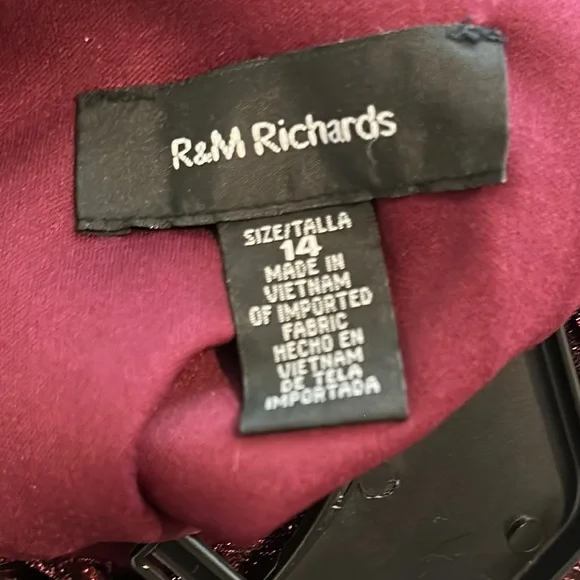 R&M Richards
SIZE/TALLA
14
MADE IN
VIETNAM
OF IMPORTED
FABRIC
HECHO EN
VIETNAM
DE TELA
IMPORTADA